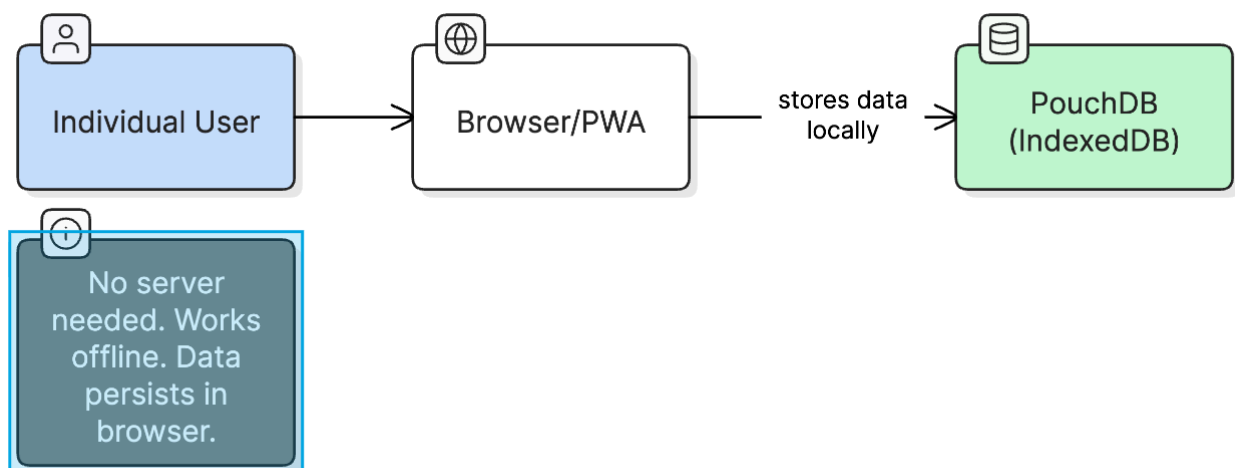 Individual User
Browser/PWA
stores data
locally
PouchDB
(IndexedDB)
No server
needed. Works
offline. Data
persists in
browser.